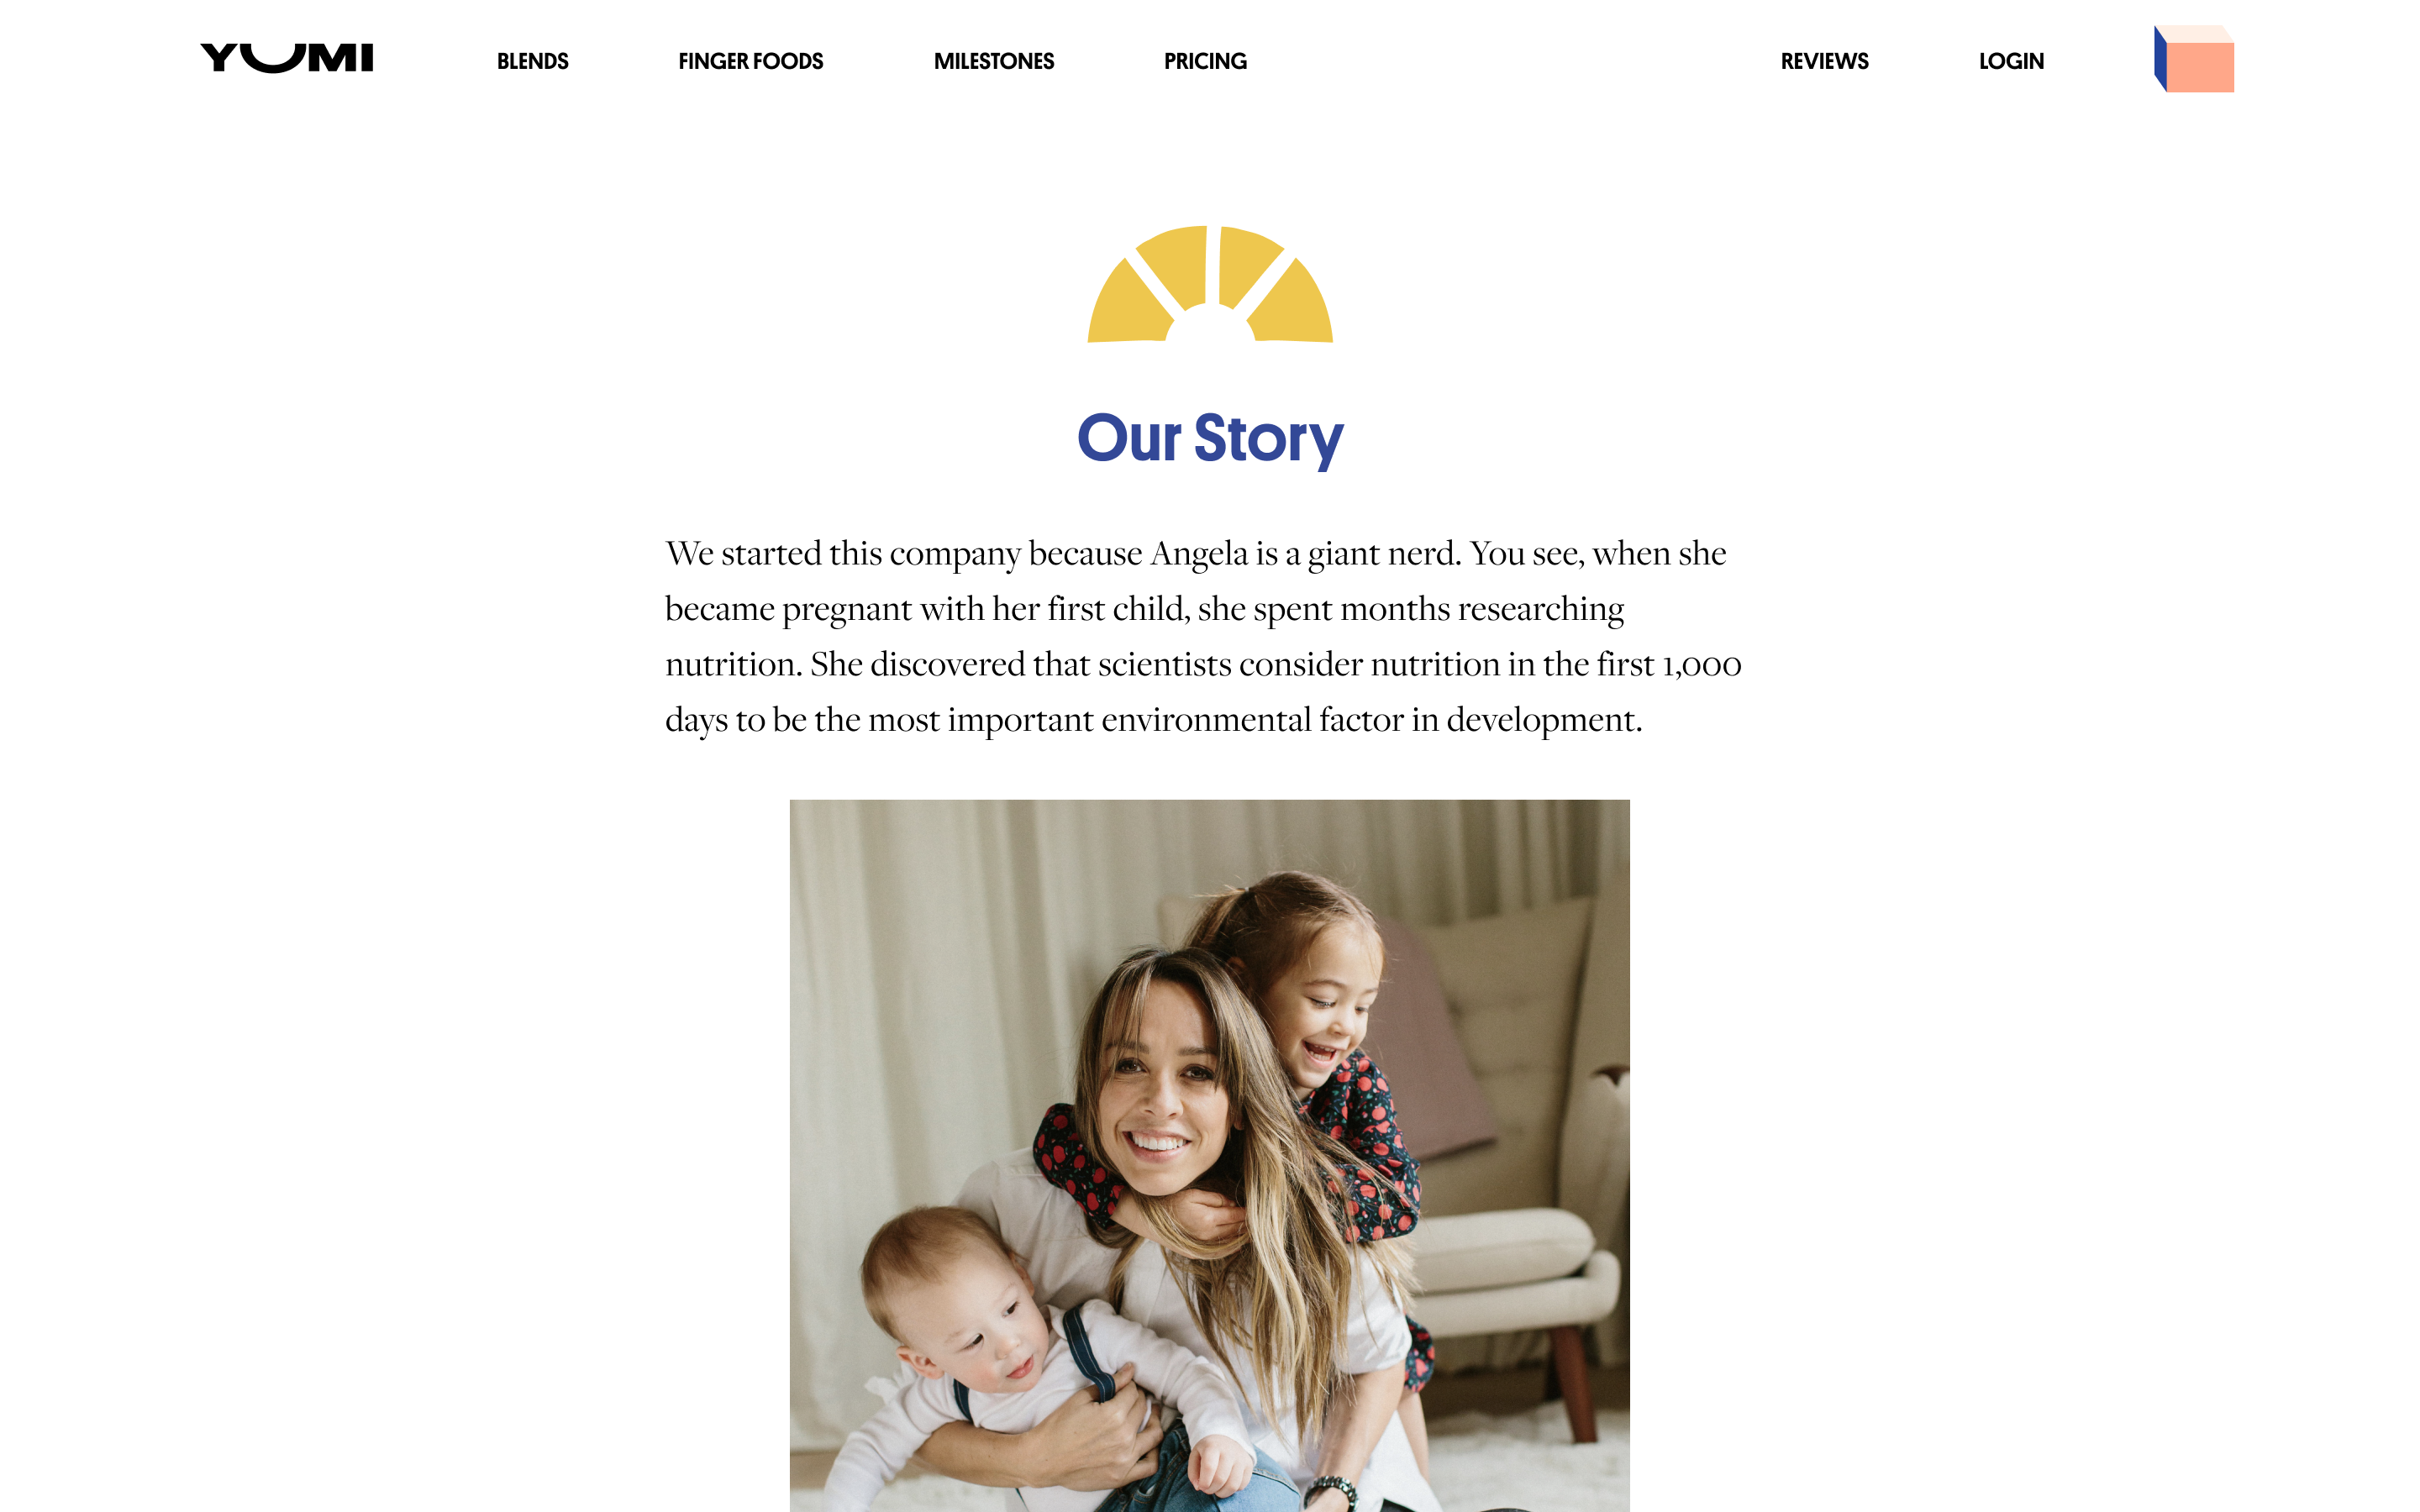 YUMI
BLENDS
FINGER FOODS
MILESTONES
PRICING
REVIEWS
LOGIN
Our Story
We started this company because Angela is a giant nerd. You see, when she
became pregnant with her first child, she spent months researching
nutrition. She discovered that scientists consider nutrition in the first 1,000
days to be the most important environmental factor in development.